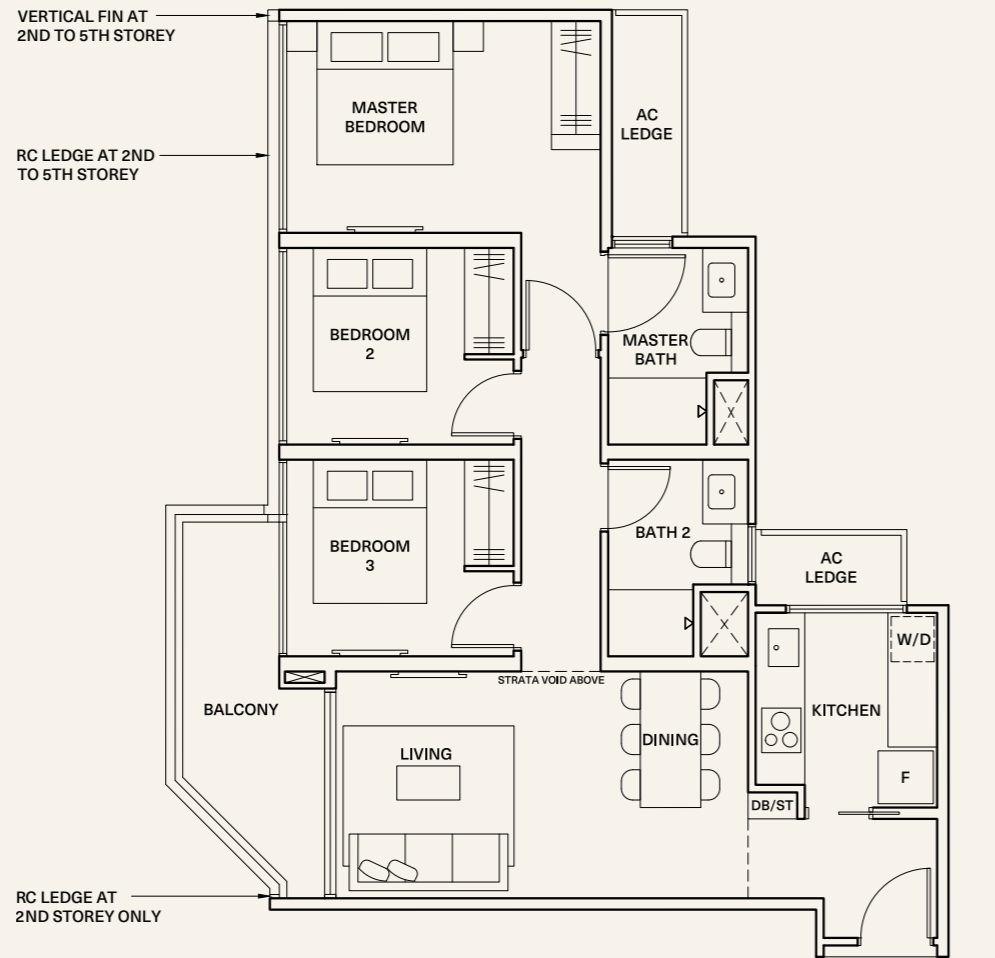 VERTICAL FIN AT
2ND TO 5TH STOREY
MASTER
BEDROOM
AC
LEDGE
RC LEDGE AT 2ND
TO 5TH STOREY
BEDROOM
2
MASTER
BATH
BEDROOM
3
BATH 2
AC
LEDGE
W/D
STRATA VOID ABOVE
BALCONY
KITCHEN
LIVING
DINING
F
DB/ST
RC LEDGE AT
2ND STOREY ONLY